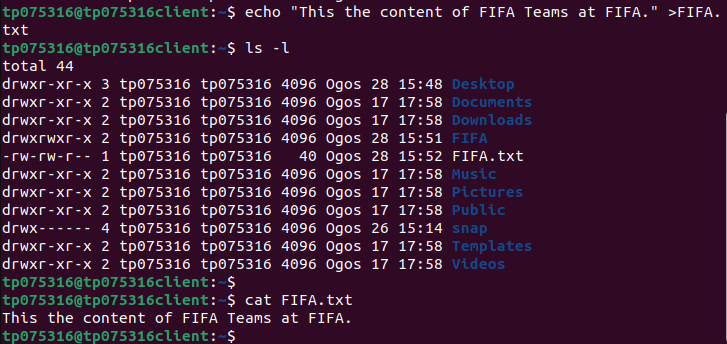 tp075316@tp075316client:~$ echo "This the content of FIFA Teams at FIFA." >FIFA.
txt
tp075316@tp075316client:~$ ls -l
total 44
drwxr-xr-x 3 tp075316 tp075316 4096 Ogos 28 15:48 Desktop
drwxr-xr-x 2 tp075316 tp075316 4096 Ogos 17 17:58 Documents
drwxr-xr-x 2 tp075316 tp075316 4096 Ogos 17 17:58 Downloads
drwxrwxr-x 2 tp075316 tp075316 4096 Ogos 28 15:51 FIFA
-rw-rw-r-- 1 tp075316 tp075316   40 Ogos 28 15:52 FIFA.txt
drwxr-xr-x 2 tp075316 tp075316 4096 Ogos 17 17:58 Music
drwxr-xr-x 2 tp075316 tp075316 4096 Ogos 17 17:58 Pictures
drwxr-xr-x 2 tp075316 tp075316 4096 Ogos 17 17:58 Public
drwx------ 4 tp075316 tp075316 4096 Ogos 26 15:14 snap
drwxr-xr-x 2 tp075316 tp075316 4096 Ogos 17 17:58 Templates
drwxr-xr-x 2 tp075316 tp075316 4096 Ogos 17 17:58 Videos
tp075316@tp075316client:~$
tp075316@tp075316client:~$ cat FIFA.txt
This the content of FIFA Teams at FIFA.
tp075316@tp075316client:~$